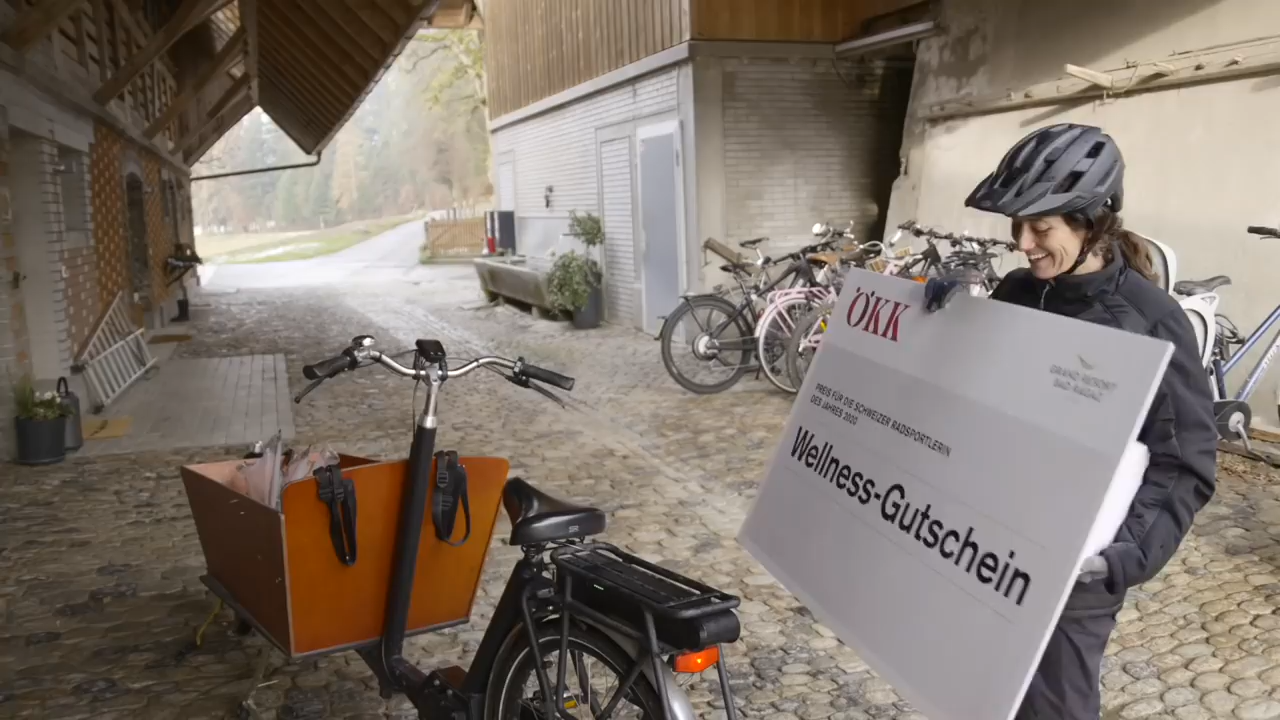 ÖKK
GRAND RESORT
BAD RAGAZ
PREIS FÜR DIE SCHWEIZER RADSPORTLERIN
DES JAHRES 2020
Wellness-Gutschein